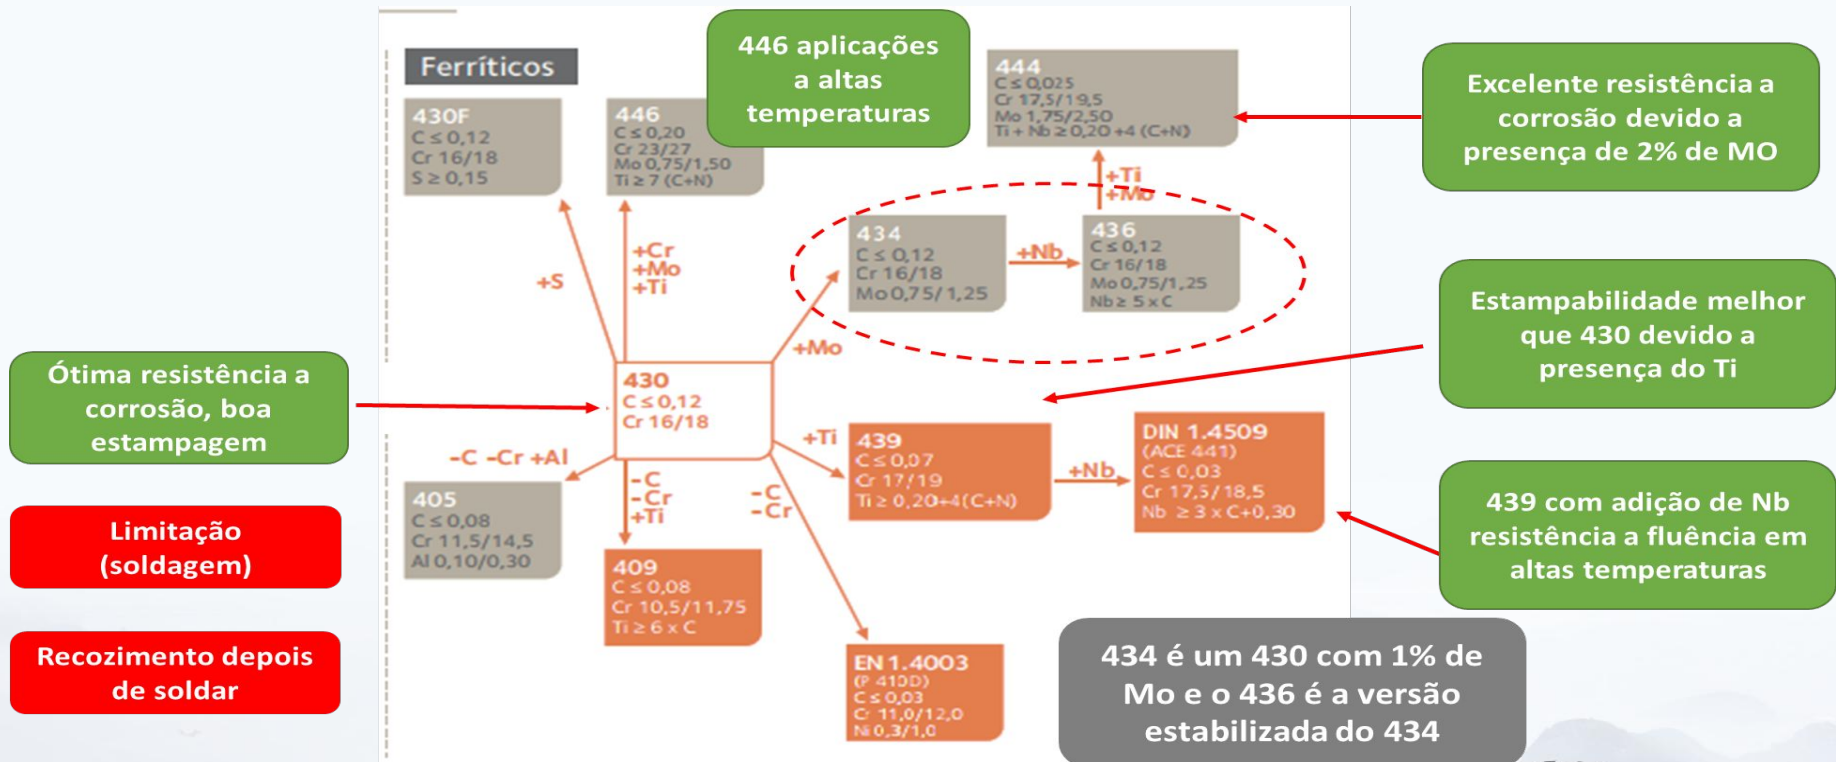 Ferríticos
430F
C ≤ 0,12
Cr 16/18
S ≥ 0,15
446
C ≤ 0,20
Cr 23/27
Mo 0,75/1,50
Ti ≥ 7 (C+N)
446 aplicações
a altas
temperaturas
444
C ≤ 0,025
Cr 17,5/19,5
Mo 1,75/2,50
Ti + Nb ≥ 0,20 +4 (C+N)
Excelente resistência a
corrosão devido a
presença de 2% de MO
+Ti
+Mo
434
C ≤ 0,12
Cr 16/18
Mo 0,75/1,25
+Nb
436
C ≤ 0,12
Cr 16/18
Mo 0,75/1,25
Nb ≥ 5 x C
+S
+Cr
+Mo
+Ti
+Mo
Estampabilidade melhor
que 430 devido a
presença do Ti
Ótima resistência a
corrosão, boa
estampagem
430
C ≤ 0,12
Cr 16/18
-C -Cr +Al
-C
-Cr
+Ti
-C
-Cr
+Ti
439
C ≤ 0,07
Cr 17/19
Ti ≥ 0,20+4(C+N)
+Nb
DIN 1.4509
(ACE 441)
C ≤ 0,03
Cr 17,5/18,5
Nb ≥ 3 x C+0,30
439 com adição de Nb
resistência a fluência em
altas temperaturas
405
C ≤ 0,08
Cr 11,5/14,5
Al 0,10/0,30
Limitação
(soldagem)
409
C ≤ 0,08
Cr 10,5/11,75
Ti ≥ 6 x C
Recozimento depois
de soldar
EN 1.4003
(P 410D)
C ≤ 0,03
Cr 11,0/12,0
Ni 0,3/1,0
434 é um 430 com 1% de
Mo e o 436 é a versão
estabilizada do 434